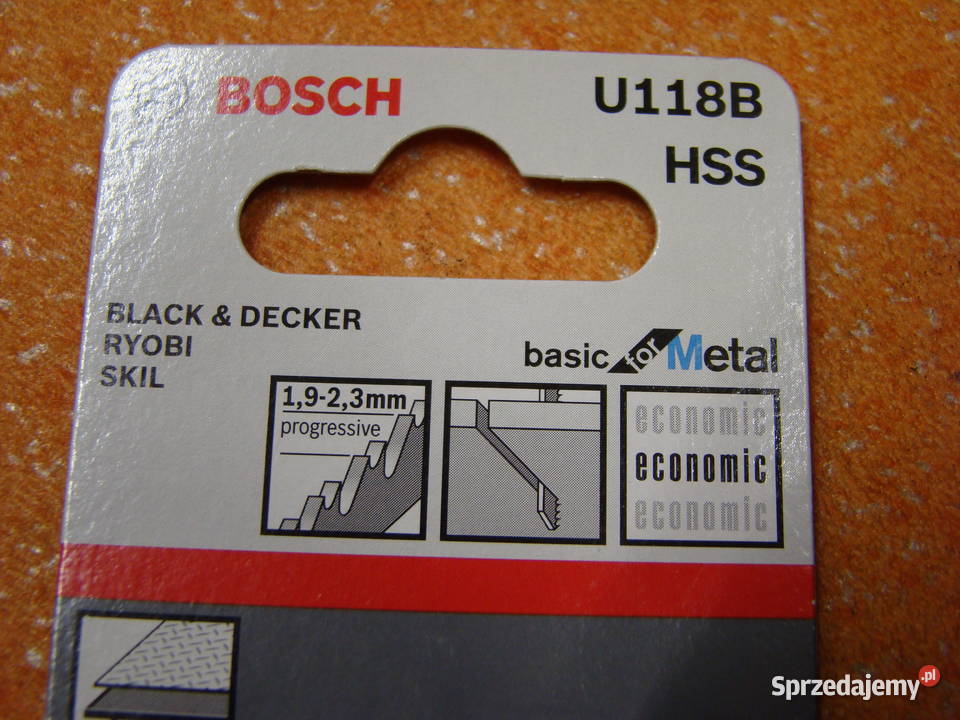 BOSCH
U118B
HSS
BLACK & DECKER
RYOBI
SKIL
basic for Metal
1,9-2,3mm
progressive
economic
economic
economic
Sprzedajemy.pl